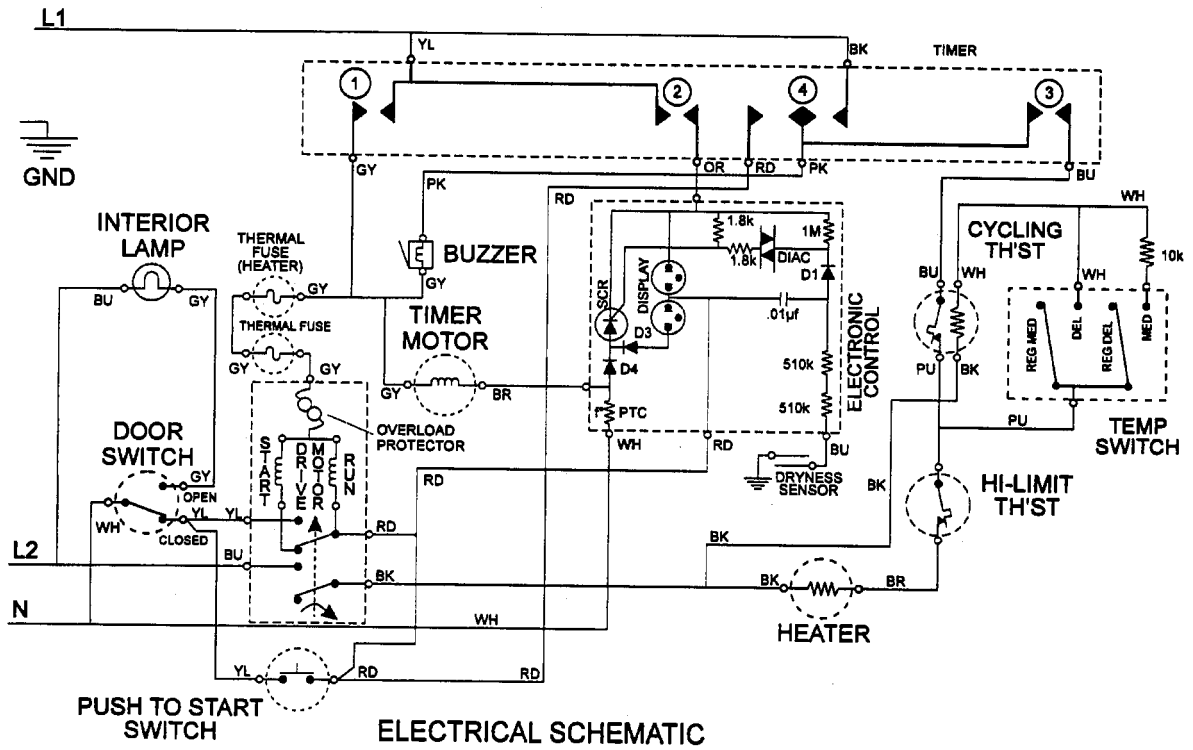 L1
YL
BK
TIMER
1
2
4
3
GND
GY
OR
RD
PK
BU
PK
RD
WH
INTERIOR
LAMP
THERMAL
FUSE
(HEATER)
BUZZER
1.8k
1M
1.8k
DIAC
D1
CYCLING
TH'ST
10k
BU
GY
GY
GY
SCR
DISPLAY
.01µf
BU
WH
WH
THERMAL FUSE
TIMER
MOTOR
D3
D4
ELECTRONIC
CONTROL
REG MED
DEL
REG DEL
MED
GY
GY
GY
BR
510k
510k
PU
BK
PTC
DOOR
SWITCH
OVERLOAD
PROTECTOR
WH
RD
BU
PU
TEMP
SWITCH
START
DRIVE
MOTOR
RUN
GY
OPEN
RD
DRYNESS
SENSOR
BK
HI-LIMIT
TH'ST
WH
YL
YL
CLOSED
RD
L2
BU
BK
BK
BK
BR
N
WH
HEATER
YL
RD
RD
PUSH TO START
SWITCH
ELECTRICAL SCHEMATIC